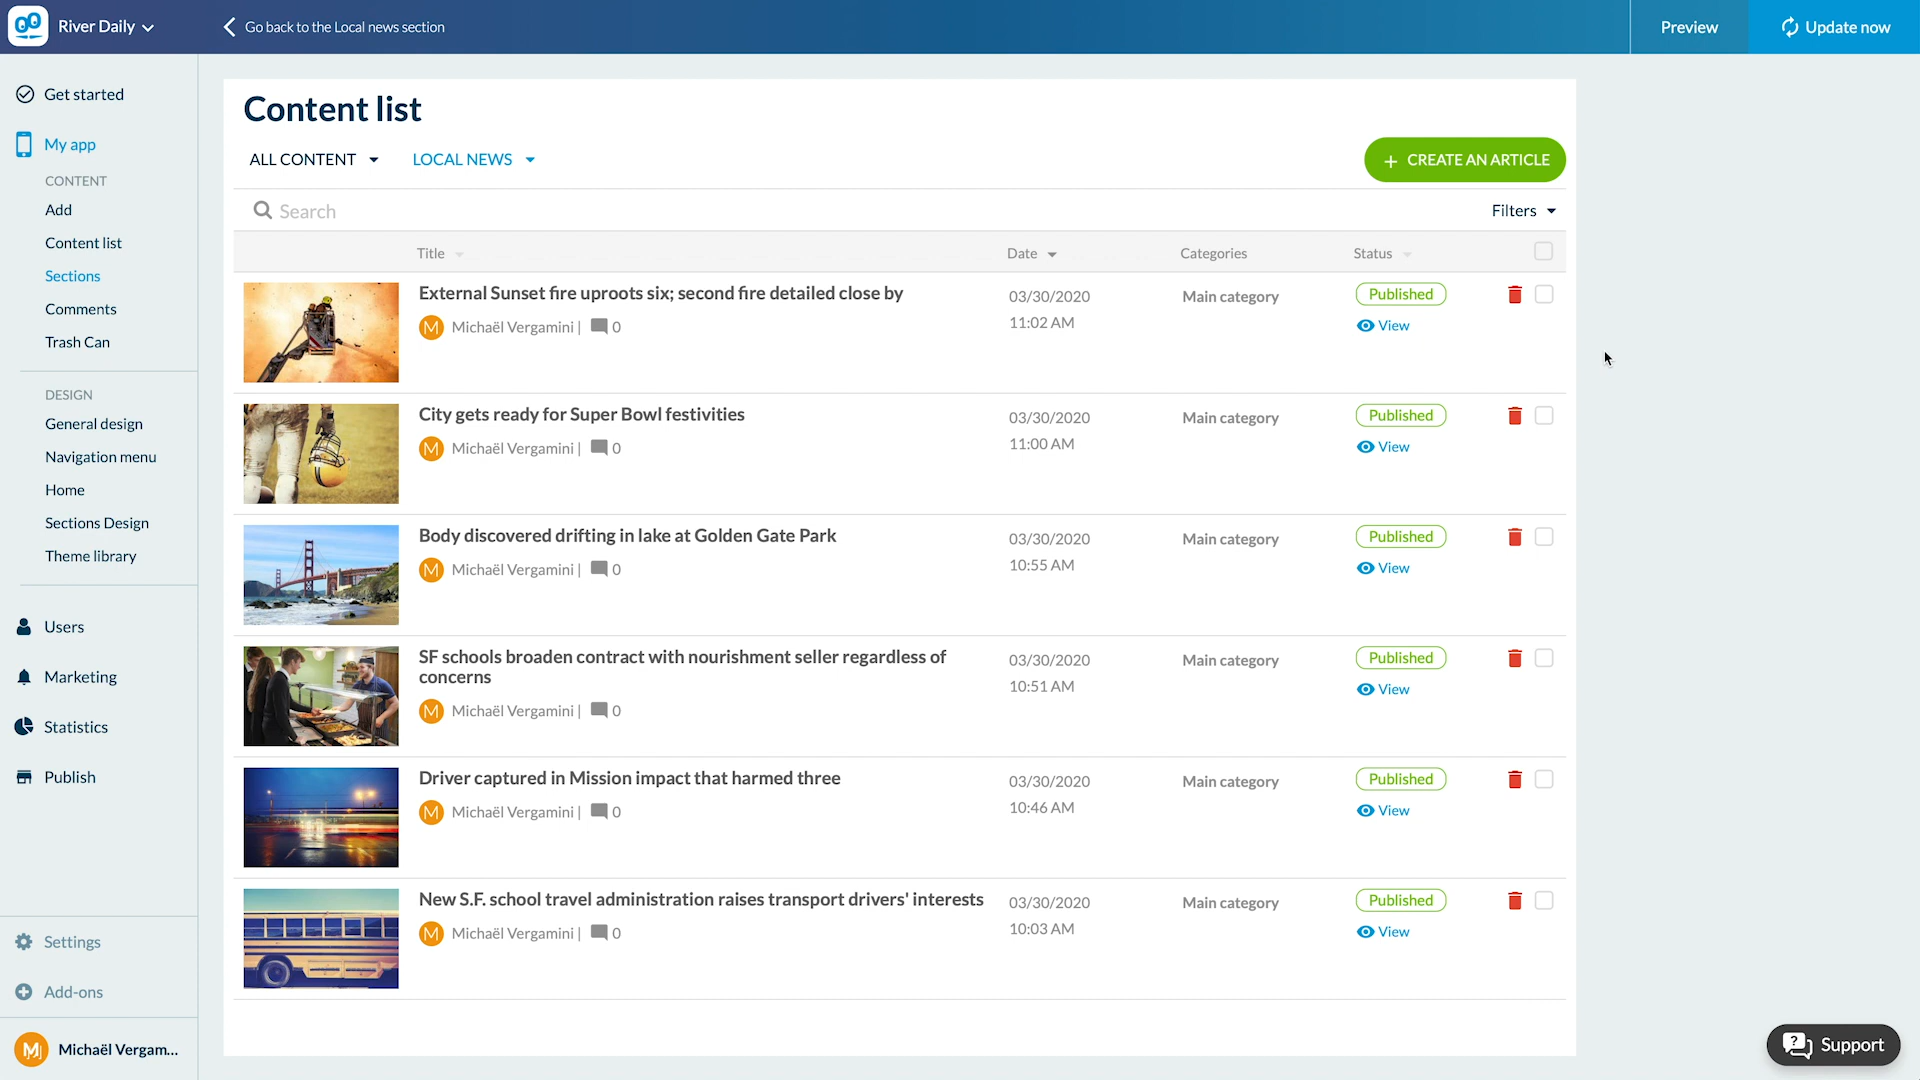 River Daily
Go back to the Local news section
Preview
Update now
Get started
My app
CONTENT
Add
Content list
Sections
Comments
Trash Can
DESIGN
General design
Navigation menu
Home
Sections Design
Theme library
Users
Marketing
Statistics
Publish
Settings
Add-ons
M Michaël Vergam...
Content list
ALL CONTENT
LOCAL NEWS
+ CREATE AN ARTICLE
Search
Filters
Title Date Categories Status
External Sunset fire uproots six; second fire detailed close by
M Michaël Vergamini | 0
03/30/2020
11:02 AM
Main category
Published
View
City gets ready for Super Bowl festivities
M Michaël Vergamini | 0
03/30/2020
11:00 AM
Main category
Published
View
Body discovered drifting in lake at Golden Gate Park
M Michaël Vergamini | 0
03/30/2020
10:55 AM
Main category
Published
View
SF schools broaden contract with nourishment seller regardless of
concerns
M Michaël Vergamini | 0
03/30/2020
10:51 AM
Main category
Published
View
Driver captured in Mission impact that harmed three
M Michaël Vergamini | 0
03/30/2020
10:46 AM
Main category
Published
View
New S.F. school travel administration raises transport drivers' interests
M Michaël Vergamini | 0
03/30/2020
10:03 AM
Main category
Published
View
? Support